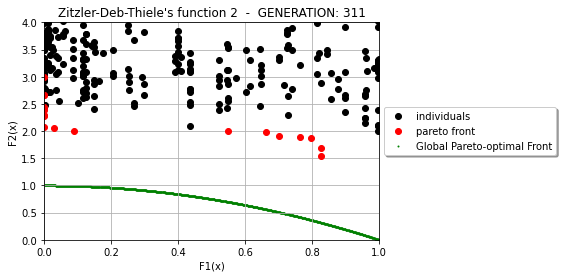 Zitzler-Deb-Thiele's function 2  -  GENERATION: 311
F2(x)
4.0
3.5
3.0
2.5
2.0
1.5
1.0
0.5
0.0
0.0 0.2 0.4 0.6 0.8 1.0
F1(x)
individuals
pareto front
Global Pareto-optimal Front